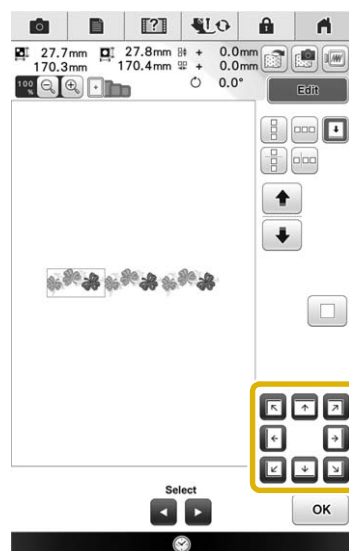 27.7mm 27.8mm + 0.0mm
170.3mm 170.4mm + 0.0mm
100 % 0.0°
Edit
Select
OK